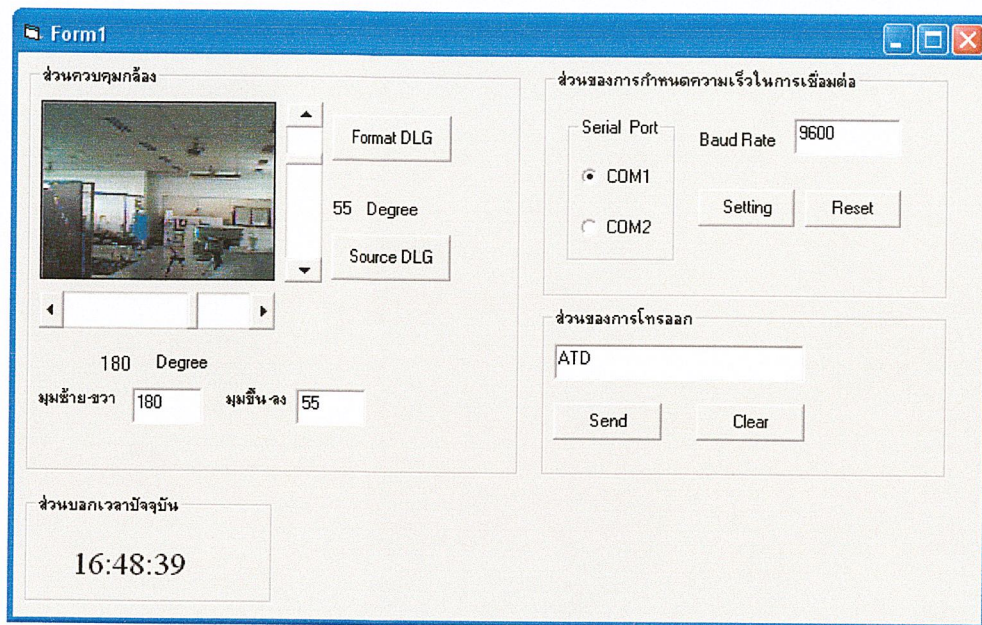 Form1
ส่วนควบคุมกล้อง
Format DLG
55 Degree
Source DLG
180 Degree
มุมซ้าย-ขวา 180 มุมขึ้น-ลง 55
ส่วนของการกำหนดความเร็วในการเชื่อมต่อ
Serial Port
COM1
COM2
Baud Rate 9600
Setting Reset
ส่วนของการโทรออก
ATD
Send Clear
ส่วนบอกเวลาปัจจุบัน
16:48:39